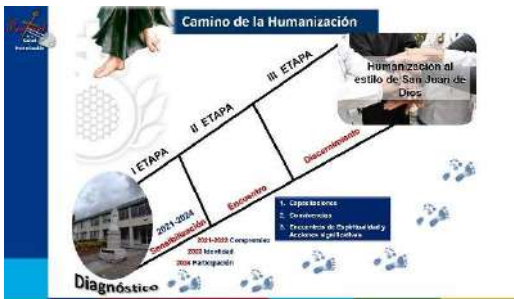 Camino de la Humanización
Humanización al
estilo de San Juan de
Dios
III ETAPA
II ETAPA
I ETAPA
2021-2024
Sensibilización
Encuentro
Discernimiento
1. Capacitaciones
2. Convivencias
3. Encuentros de Espiritualidad y
Acciones significativas
2021-2022 Compromiso
2023 Identidad
2024 Participación
Diagnóstico